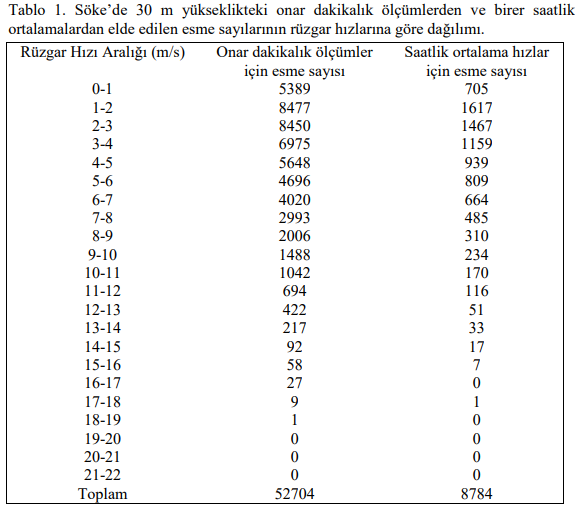 Tablo 1. Söke’de 30 m yükseklikteki onar dakikalık ölçümlerden ve birer saatlik
ortalamalardan elde edilen esme sayılarının rüzgar hızlarına göre dağılımı.
Rüzgar Hızı Aralığı (m/s) Onar dakikalık ölçümler Saatlik ortalama hızlar
için esme sayısı için esme sayısı
0-1 5389 705
1-2 8477 1617
2-3 8450 1467
3-4 6975 1159
4-5 5648 939
5-6 4696 809
6-7 4020 664
7-8 2993 485
8-9 2006 310
9-10 1488 234
10-11 1042 170
11-12 694 116
12-13 422 51
13-14 217 33
14-15 92 17
15-16 58 7
16-17 27 0
17-18 9 1
18-19 1 0
19-20 0 0
20-21 0 0
21-22 0 0
Toplam 52704 8784